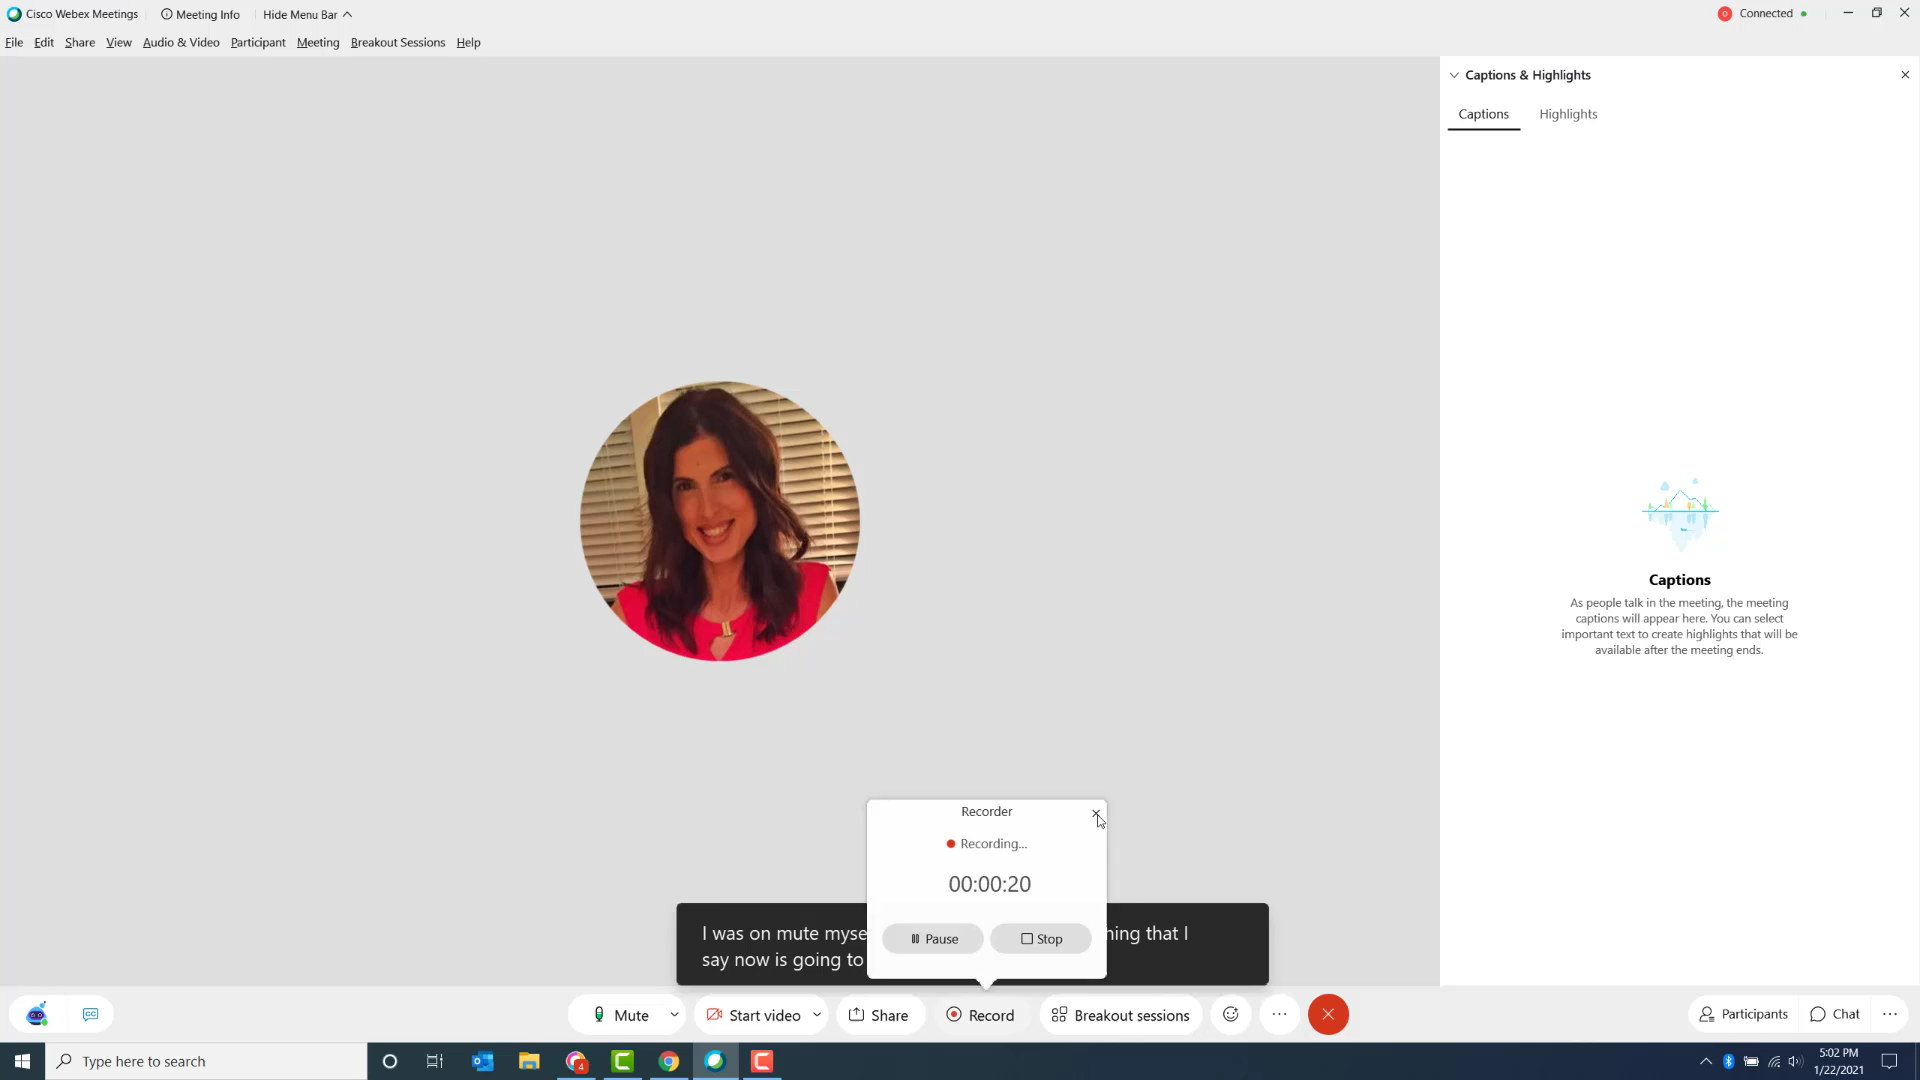 Cisco Webex Meetings
Meeting Info
Hide Menu Bar
Connected
File Edit Share View Audio & Video Participant Meeting Breakout Sessions Help
Captions & Highlights
Captions Highlights
Captions
As people talk in the meeting, the meeting
captions will appear here. You can select
important text to create highlights that will be
available after the meeting ends.
Recorder
Recording...
00:00:20
Pause
Stop
I was on mute myse
hing that I
say now is going to
CC
Mute
Start video
Share
Record
Breakout sessions
Participants
Chat
Type here to search
4
5:02 PM
1/22/2021